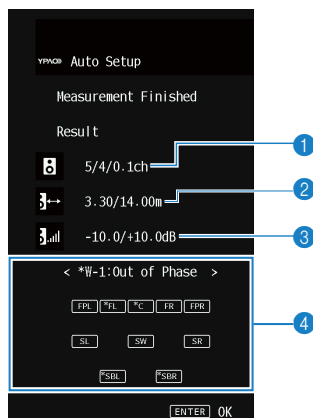 YPAO Auto Setup
Measurement Finished
Result
5/4/0.1ch
1
3.30/14.00m
2
-10.0/+10.0dB
3
< *W-1:Out of Phase >
FPL *FL *C FR FPR
4
SL SW SR
*SBL *SBR
ENTER OK